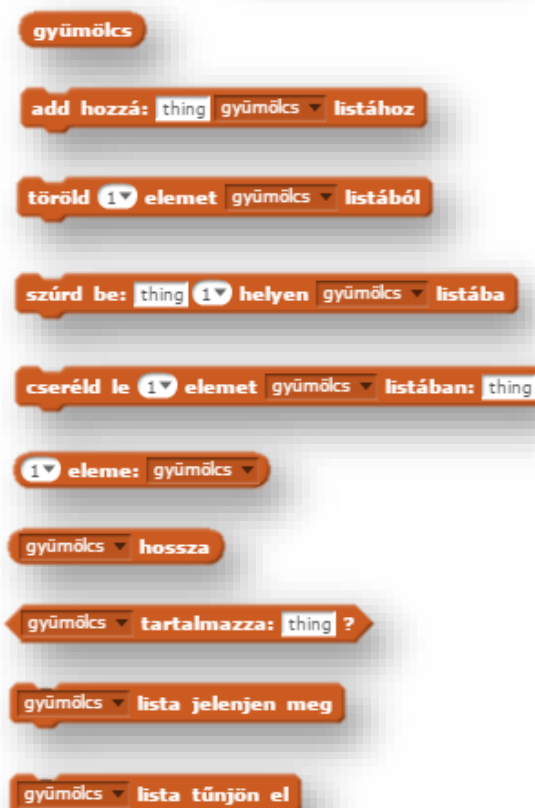 gyümölcs
add hozzá: thing gyümölcs listához
töröld 1 elemet gyümölcs listából
szúrd be: thing 1 helyen gyümölcs listába
cseréld le 1 elemet gyümölcs listában: thing
1 eleme: gyümölcs
gyümölcs hossza
gyümölcs tartalmazza: thing ?
gyümölcs lista jelenjen meg
gyümölcs lista tűnjön el